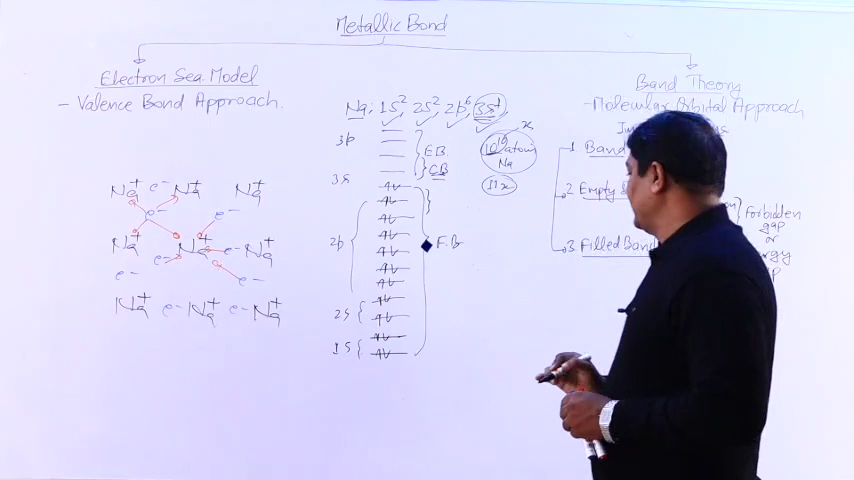 Metallic Bond
Electron Sea Model
- Valence Bond Approach.
Na: 1s² 2s² 2p⁶ 3s¹
x
10¹⁹ atom
Na
11x
3p
EB
CB
3s
2p
F.B
2s
1s
Na+ e- Na+ Na+
e- e-
Na+ Na+ e- Na+
e- e- e-
Na+ e- Na+ e- Na+
Band Theory
- Molecular Orbital Approach
1 Band
2 Empty
3 Filled Band
Forbidden
gap
or